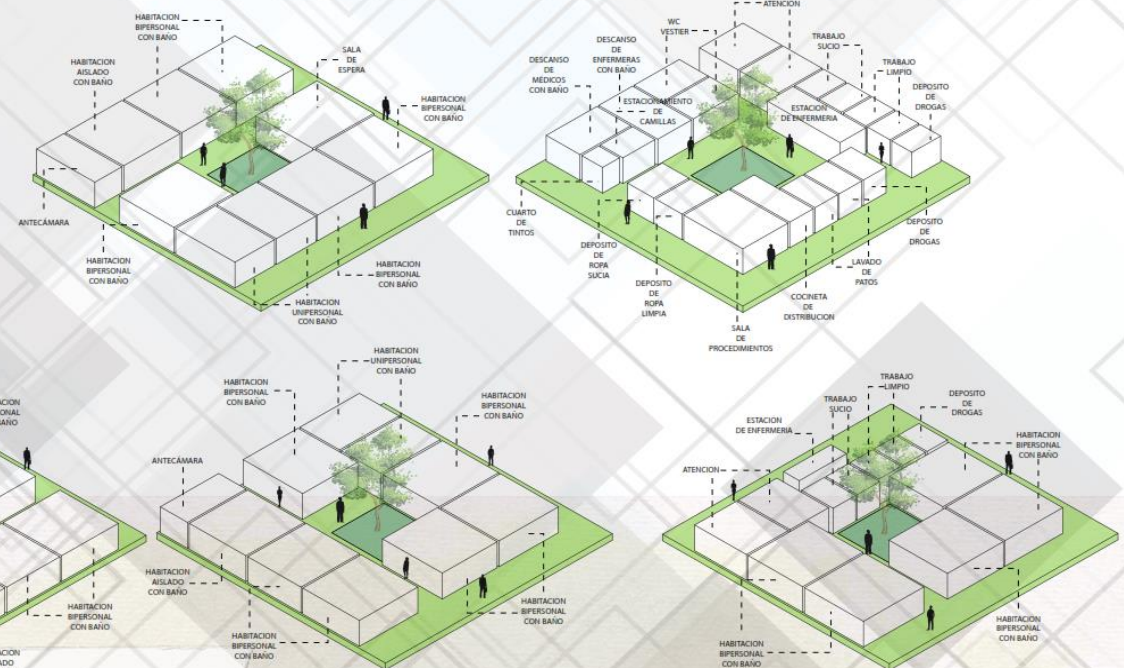 HABITACION
BIPERSONAL
CON BAÑO
HABITACION
AISLADO
CON BAÑO
SALA
DE
ESPERA
HABITACION
BIPERSONAL
CON BAÑO
ANTECÁMARA
HABITACION
BIPERSONAL
CON BAÑO
HABITACION
BIPERSONAL
CON BAÑO
HABITACION
UNIPERSONAL
CON BAÑO
ATENCION
WC
VESTIER
TRABAJO
SUCIO
DESCANSO
DE
ENFERMERAS
CON BAÑO
DESCANSO
DE
MÉDICOS
CON BAÑO
TRABAJO
LIMPIO
DEPOSITO
DE
DROGAS
ESTACIONAMIENTO
DE
CAMILLAS
ESTACION
DE ENFERMERIA
CUARTO
DE
TINTOS
DEPOSITO
DE
ROPA
SUCIA
DEPOSITO
DE
ROPA
LIMPIA
SALA
DE
PROCEDIMIENTOS
COCINETA
DE
DISTRIBUCION
LAVADO
DE
PATOS
DEPOSITO
DE
DROGAS
HABITACION
BIPERSONAL
CON BAÑO
HABITACION
UNIPERSONAL
CON BAÑO
HABITACION
BIPERSONAL
CON BAÑO
HABITACION
BIPERSONAL
CON BAÑO
ANTECÁMARA
HABITACION
AISLADO
CON BAÑO
HABITACION
BIPERSONAL
CON BAÑO
HABITACION
BIPERSONAL
CON BAÑO
TRABAJO
LIMPIO
TRABAJO
SUCIO
DEPOSITO
DE
DROGAS
ESTACION
DE ENFERMERIA
HABITACION
BIPERSONAL
CON BAÑO
ATENCION
HABITACION
BIPERSONAL
CON BAÑO
HABITACION
BIPERSONAL
CON BAÑO